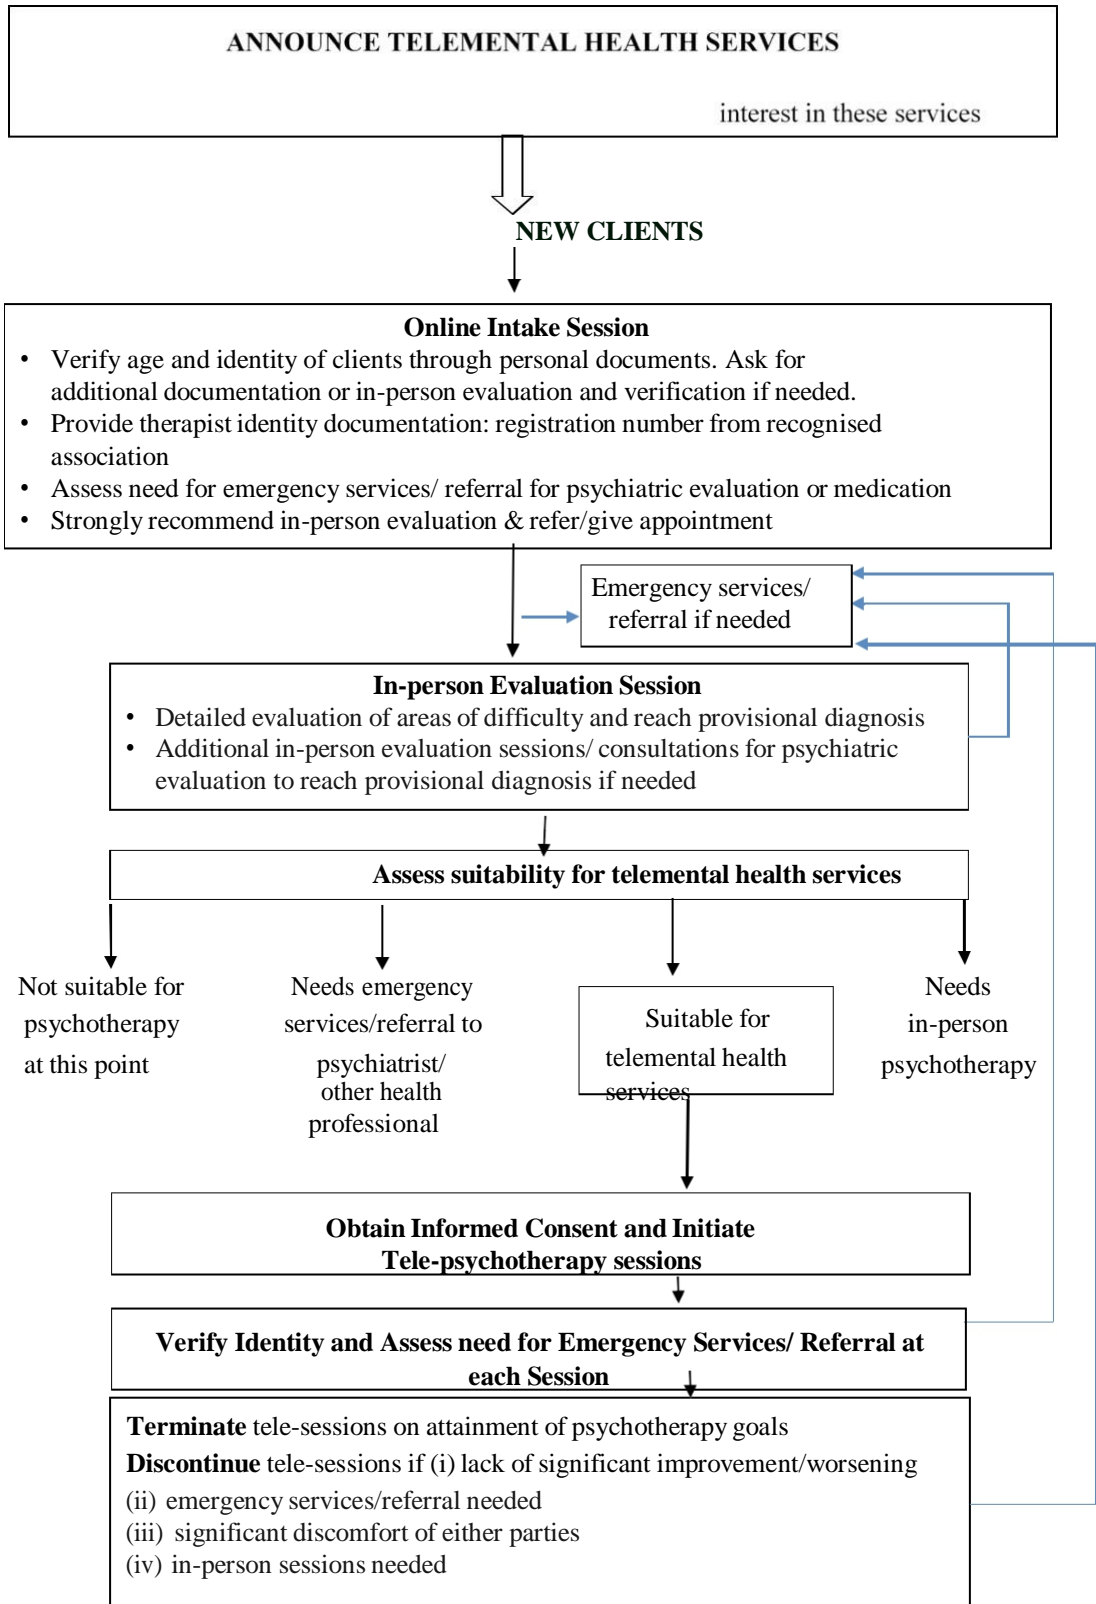 ANNOUNCE TELEMENTAL HEALTH SERVICES
interest in these services
NEW CLIENTS
Online Intake Session
• Verify age and identity of clients through personal documents. Ask for
additional documentation or in-person evaluation and verification if needed.
• Provide therapist identity documentation: registration number from recognised
association
• Assess need for emergency services/ referral for psychiatric evaluation or medication
• Strongly recommend in-person evaluation & refer/give appointment
Emergency services/
referral if needed
In-person Evaluation Session
• Detailed evaluation of areas of difficulty and reach provisional diagnosis
• Additional in-person evaluation sessions/ consultations for psychiatric
evaluation to reach provisional diagnosis if needed
Assess suitability for telemental health services
Not suitable for
psychotherapy
at this point
Needs emergency
services/referral to
psychiatrist/
other health
professional
Suitable for
telemental health
services
Needs
in-person
psychotherapy
Obtain Informed Consent and Initiate
Tele-psychotherapy sessions
Verify Identity and Assess need for Emergency Services/ Referral at
each Session
Terminate tele-sessions on attainment of psychotherapy goals
Discontinue tele-sessions if (i) lack of significant improvement/worsening
(ii) emergency services/referral needed
(iii) significant discomfort of either parties
(iv) in-person sessions needed